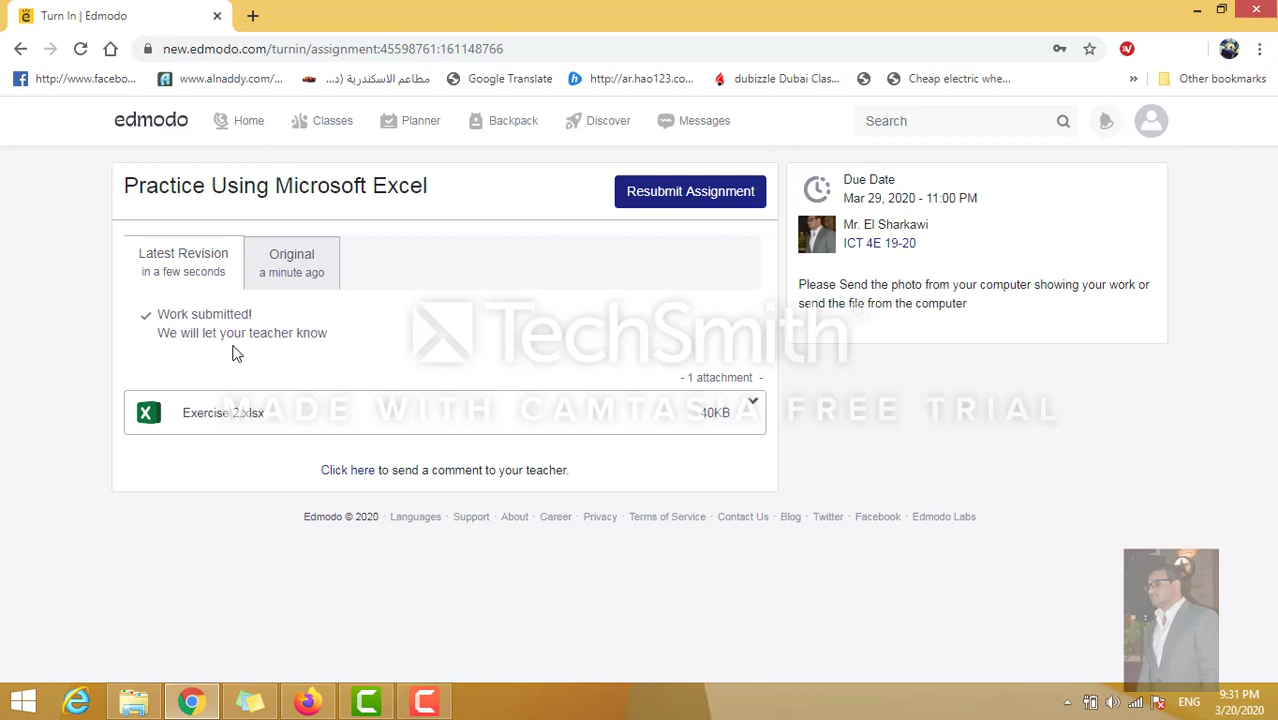 Turn In | Edmodo
new.edmodo.com/turnin/assignment:45598761:161148766
http://www.facebo...
www.alnaddy.com/...
مطاعم الاسكندرية (د...
Google Translate
http://ar.hao123.co...
dubizzle Dubai Clas...
Cheap electric whe...
»
Other bookmarks
edmodo
Home
Classes
Planner
Backpack
Discover
Messages
Search
Practice Using Microsoft Excel
Resubmit Assignment
Latest Revision
in a few seconds
Original
a minute ago
Work submitted!
We will let your teacher know
- 1 attachment -
Exercise 2.xlsx
40KB
Click here to send a comment to your teacher.
Due Date
Mar 29, 2020 - 11:00 PM
Mr. El Sharkawi
ICT 4E 19-20
Please Send the photo from your computer showing your work or
send the file from the computer
TechSmith
MADE WITH CAMTASIA FREE TRIAL
Edmodo © 2020 · Languages · Support · About · Career · Privacy · Terms of Service · Contact Us · Blog · Twitter · Facebook · Edmodo Labs
ENG
9:31 PM
3/20/2020